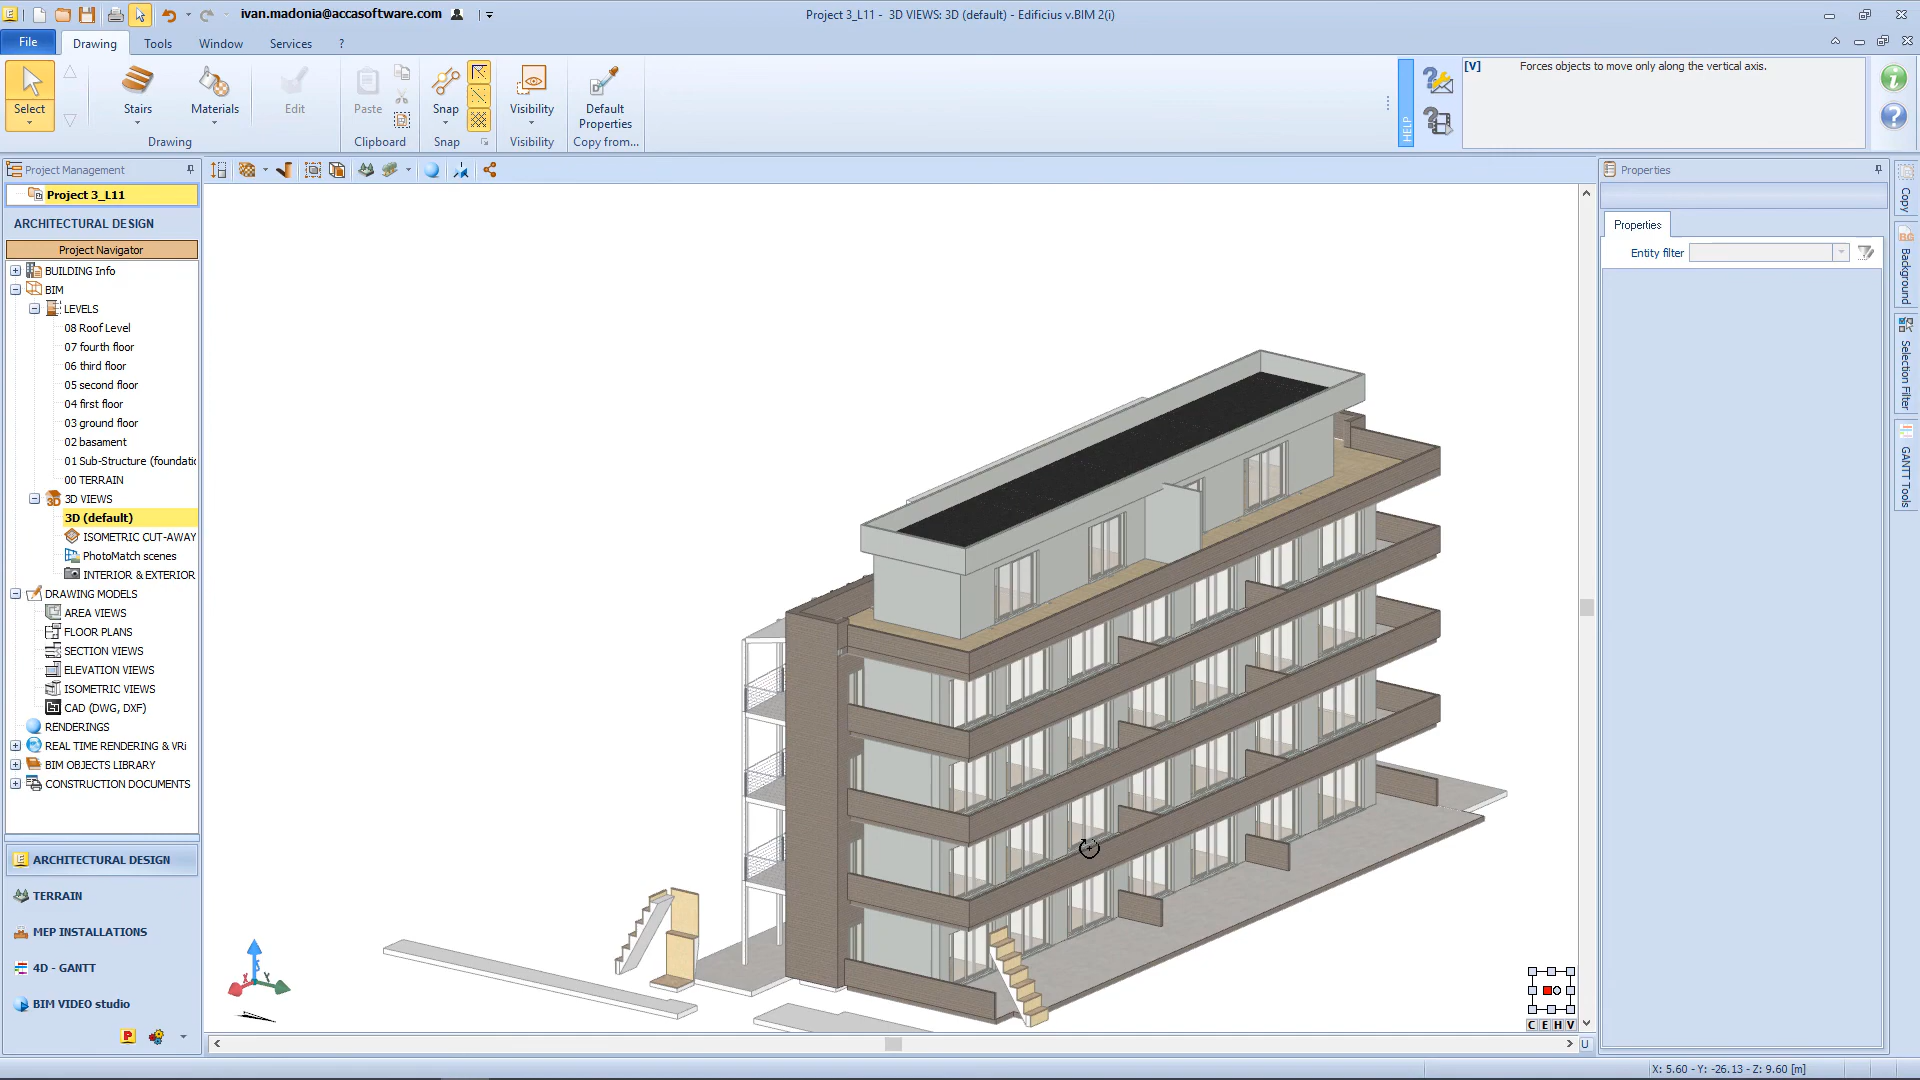 ivan.madonia@accasoftware.com
Project 3_L11 - 3D VIEWS: 3D (default) - Edificius v.BIM 2(i)
File
Drawing
Tools
Window
Services
?
Select
Stairs
Materials
Edit
Drawing
Paste
Clipboard
Snap
Snap
Visibility
Visibility
Default
Properties
Copy from...
HELP
[V]
Forces objects to move only along the vertical axis.
Project Management
Project 3_L11
ARCHITECTURAL DESIGN
Project Navigator
BUILDING Info
BIM
LEVELS
08 Roof Level
07 fourth floor
06 third floor
05 second floor
04 first floor
03 ground floor
02 basament
01 Sub-Structure (foundatio
00 TERRAIN
3D VIEWS
3D (default)
ISOMETRIC CUT-AWAY
PhotoMatch scenes
INTERIOR & EXTERIOR
DRAWING MODELS
AREA VIEWS
FLOOR PLANS
SECTION VIEWS
ELEVATION VIEWS
ISOMETRIC VIEWS
CAD (DWG, DXF)
RENDERINGS
REAL TIME RENDERING & VRi
BIM OBJECTS LIBRARY
CONSTRUCTION DOCUMENTS
ARCHITECTURAL DESIGN
TERRAIN
MEP INSTALLATIONS
4D - GANTT
BIM VIDEO studio
C E H V
U
Properties
Properties
Entity filter
Copy
Background
Selection Filter
GANTT Tools
X: 5.60 - Y: -26.13 - Z: 9.60 [m]